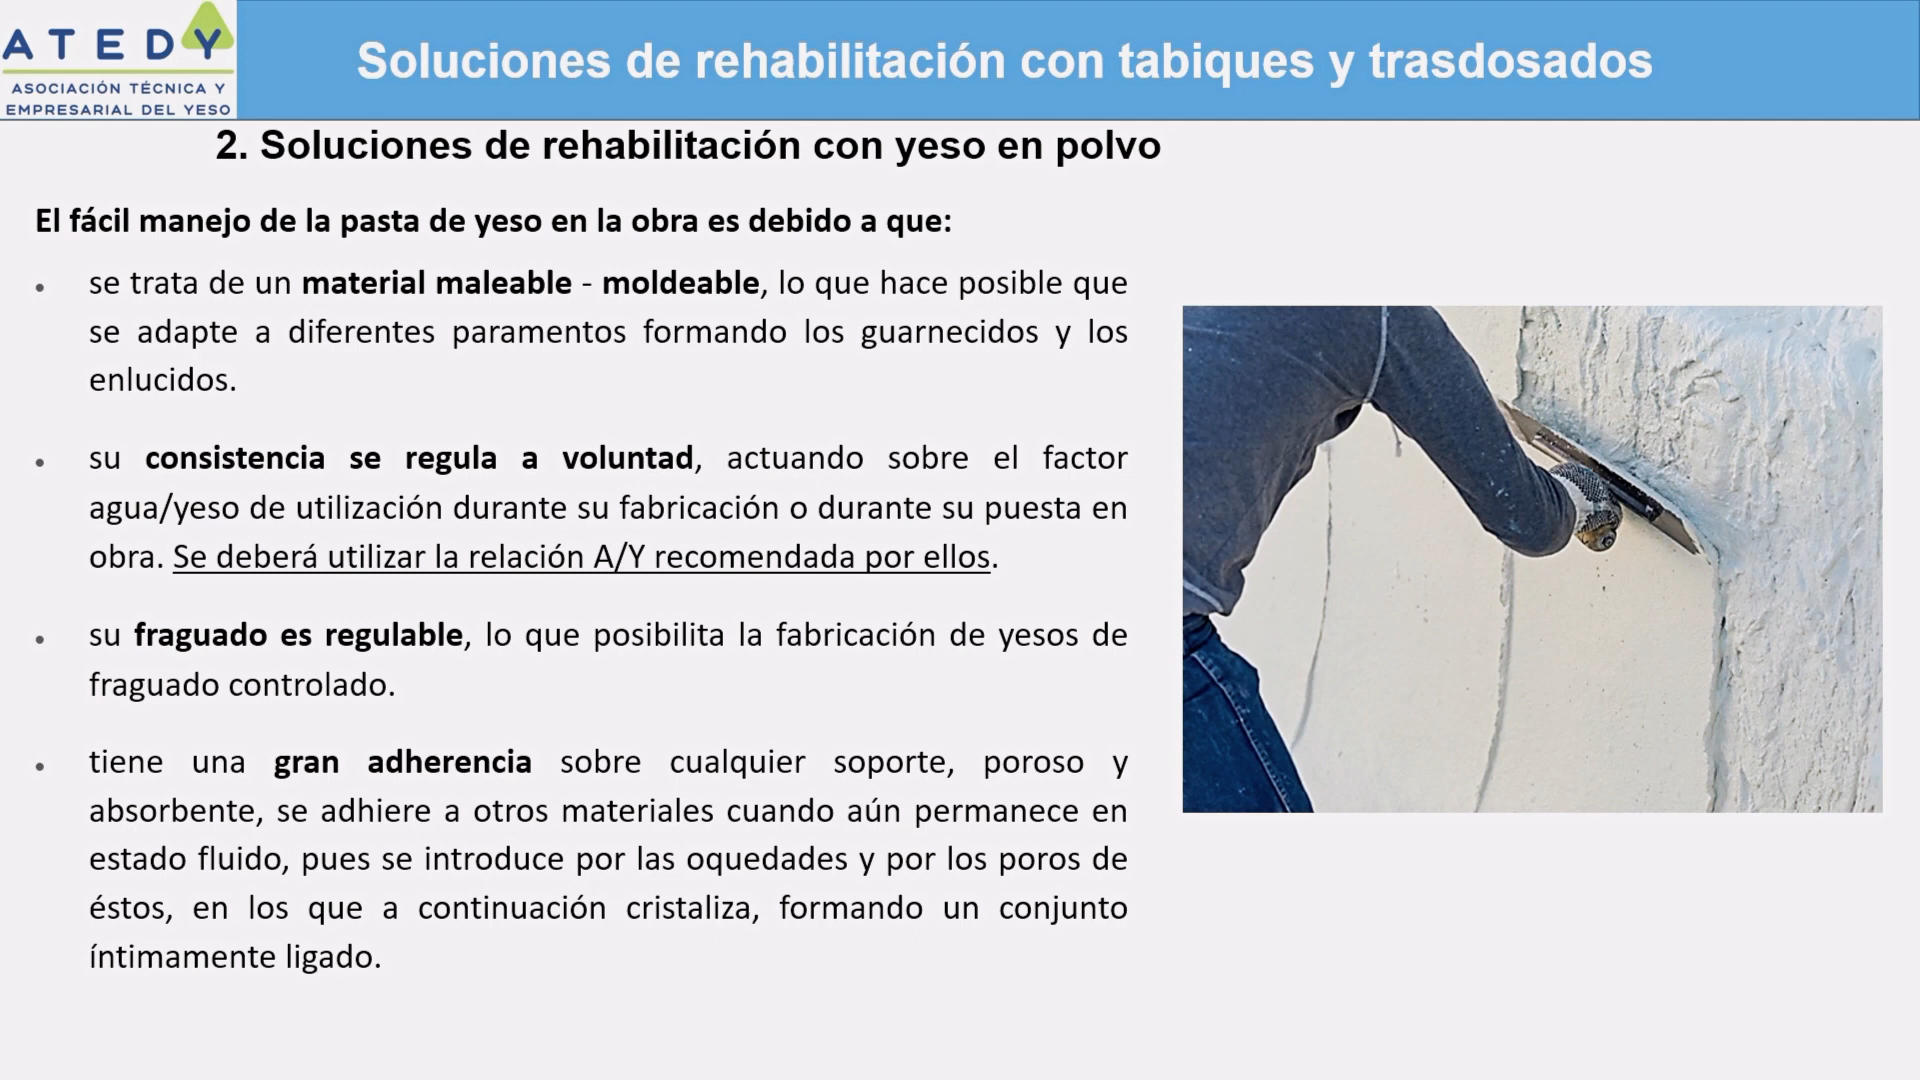 ATEDY
ASOCIACIÓN TÉCNICA Y
EMPRESARIAL DEL YESO
Soluciones de rehabilitación con tabiques y trasdosados
2. Soluciones de rehabilitación con yeso en polvo
El fácil manejo de la pasta de yeso en la obra es debido a que:
• se trata de un material maleable - moldeable, lo que hace posible que
se adapte a diferentes paramentos formando los guarnecidos y los
enlucidos.
• su consistencia se regula a voluntad, actuando sobre el factor
agua/yeso de utilización durante su fabricación o durante su puesta en
obra. Se deberá utilizar la relación A/Y recomendada por ellos.
• su fraguado es regulable, lo que posibilita la fabricación de yesos de
fraguado controlado.
• tiene una gran adherencia sobre cualquier soporte, poroso y
absorbente, se adhiere a otros materiales cuando aún permanece en
estado fluido, pues se introduce por las oquedades y por los poros de
éstos, en los que a continuación cristaliza, formando un conjunto
íntimamente ligado.